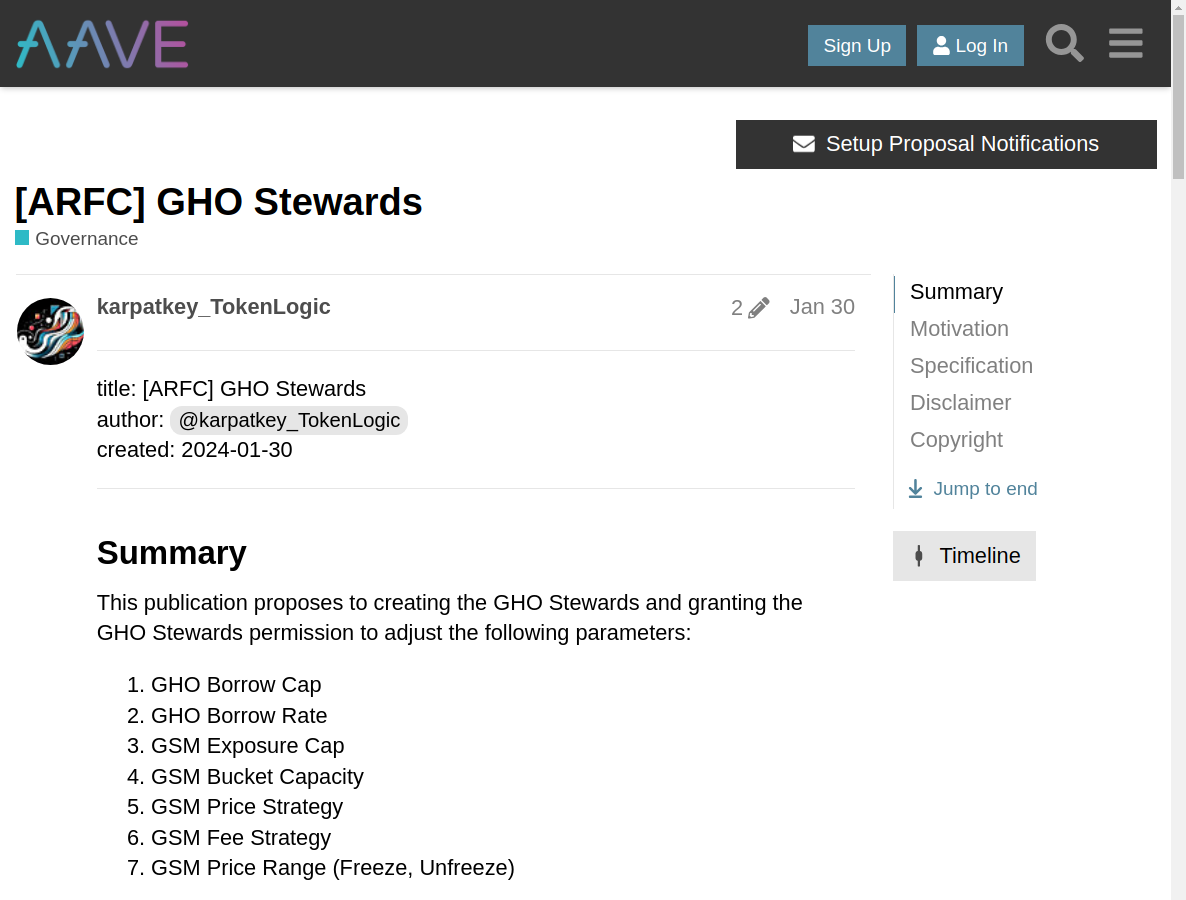 AAVE
Sign Up
Log In
Setup Proposal Notifications
[ARFC] GHO Stewards
Governance
karpatkey_TokenLogic
2
Jan 30
title: [ARFC] GHO Stewards
author: @karpatkey_TokenLogic
created: 2024-01-30
Summary
This publication proposes to creating the GHO Stewards and granting the
GHO Stewards permission to adjust the following parameters:
1. GHO Borrow Cap
2. GHO Borrow Rate
3. GSM Exposure Cap
4. GSM Bucket Capacity
5. GSM Price Strategy
6. GSM Fee Strategy
7. GSM Price Range (Freeze, Unfreeze)
Summary
Motivation
Specification
Disclaimer
Copyright
Jump to end
Timeline